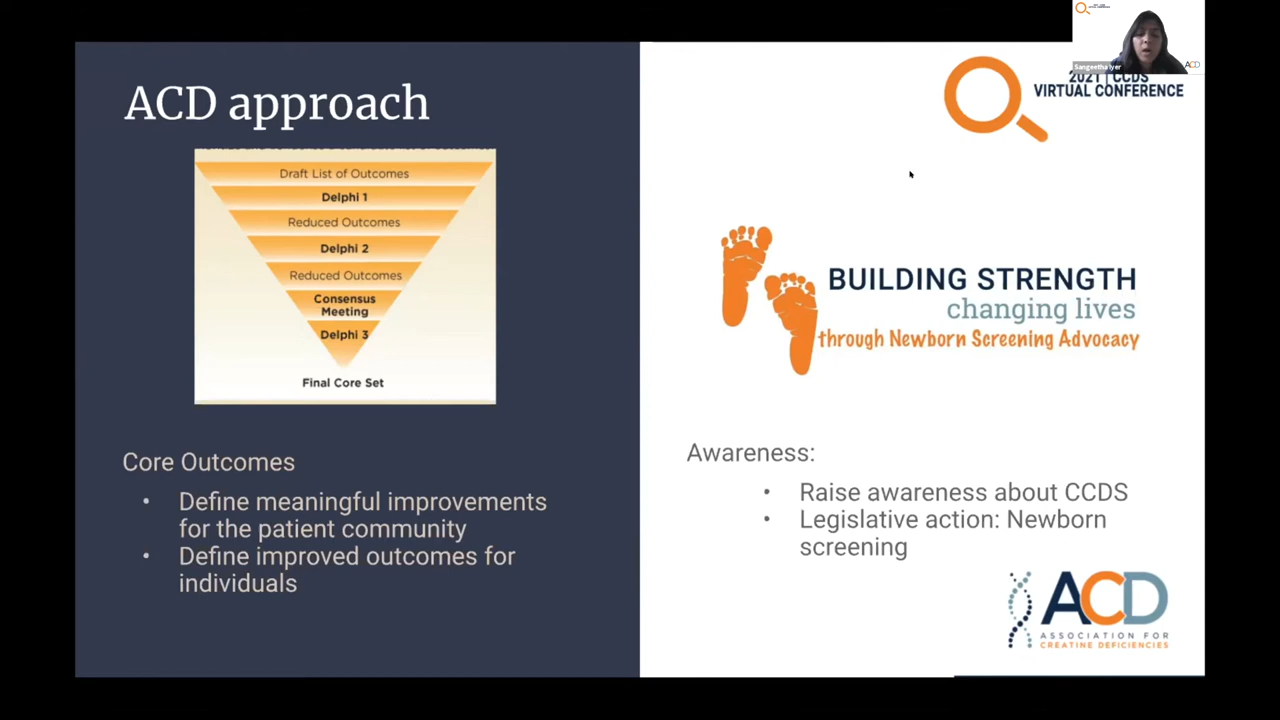 ACD approach
Draft List of Outcomes
Delphi 1
Reduced Outcomes
Delphi 2
Reduced Outcomes
Consensus
Meeting
Delphi 3
Final Core Set
Core Outcomes
• Define meaningful improvements
for the patient community
• Define improved outcomes for
individuals
Sangeetha Iyer
ACD
2021 | CCDS
VIRTUAL CONFERENCE
BUILDING STRENGTH
changing lives
through Newborn Screening Advocacy
Awareness:
• Raise awareness about CCDS
• Legislative action: Newborn
screening
ACD
ASSOCIATION FOR
CREATINE DEFICIENCIES